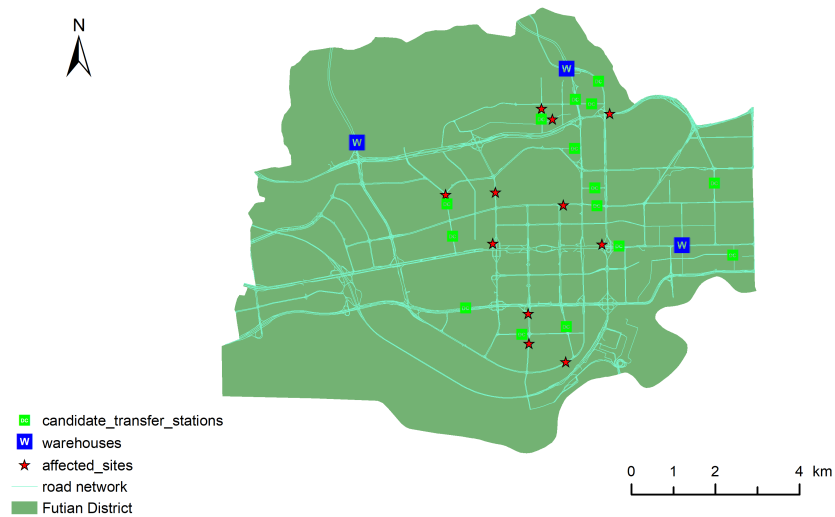 N
W
W
W
candidate_transfer_stations
W
warehouses
affected_sites
road network
Futian District
0 1 2 4 km